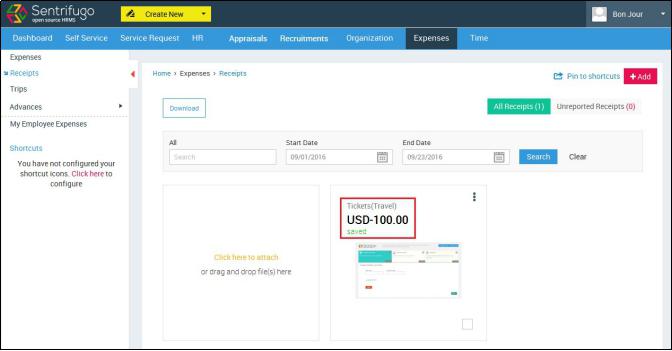 Sentrifugo
open source HRMS
Create New
Bon Jour
Dashboard Self Service Service Request HR Appraisals Recruitments Organization Expenses Time
Expenses
Receipts
Trips
Advances
My Employee Expenses
Shortcuts
You have not configured your
shortcut icons. Click here to
configure
Home › Expenses › Receipts
Pin to shortcuts
+Add
Download
All Receipts (1)
Unreported Receipts (0)
All Start Date End Date
Search 09/01/2016 09/23/2016 Search Clear
Click here to attach
or drag and drop file(s) here
Tickets(Travel)
USD-100.00
saved